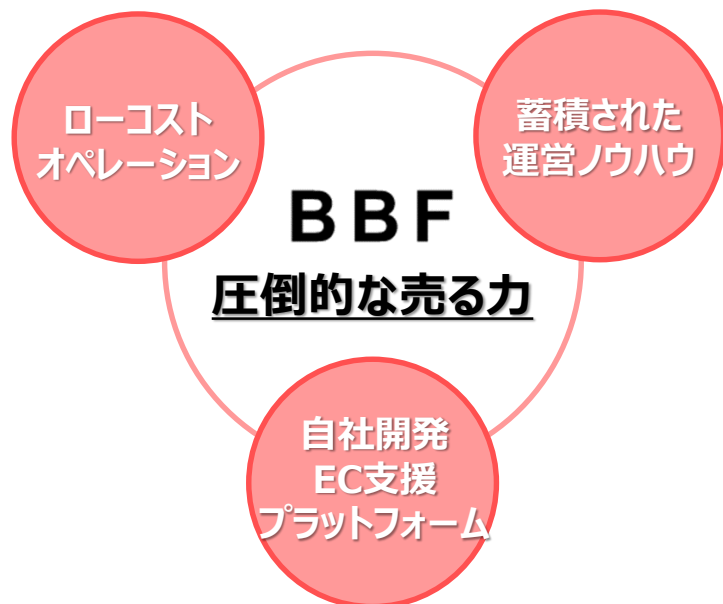 ローコスト
オペレーション
蓄積された
運営ノウハウ
ＢＢＦ
圧倒的な売る力
自社開発
EC支援
プラットフォーム